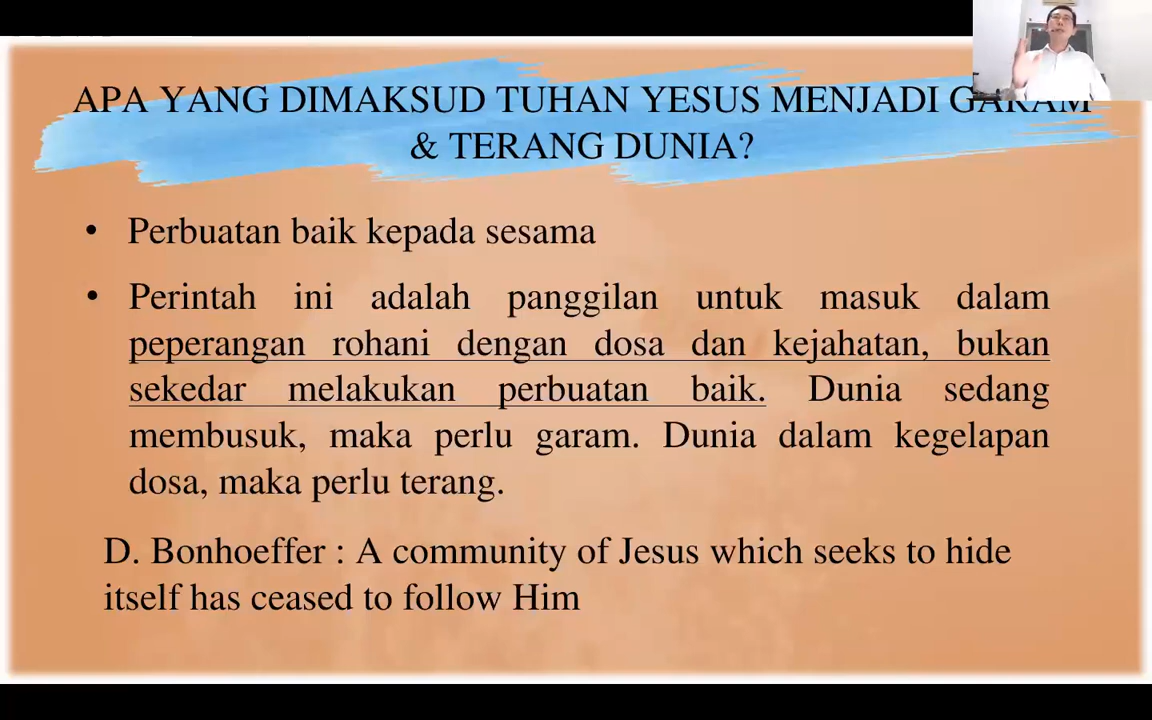 APA YANG DIMAKSUD TUHAN YESUS MENJADI GARAM
& TERANG DUNIA?
• Perbuatan baik kepada sesama
• Perintah ini adalah panggilan untuk masuk dalam
peperangan rohani dengan dosa dan kejahatan, bukan
sekedar melakukan perbuatan baik. Dunia sedang
membusuk, maka perlu garam. Dunia dalam kegelapan
dosa, maka perlu terang.
D. Bonhoeffer : A community of Jesus which seeks to hide
itself has ceased to follow Him